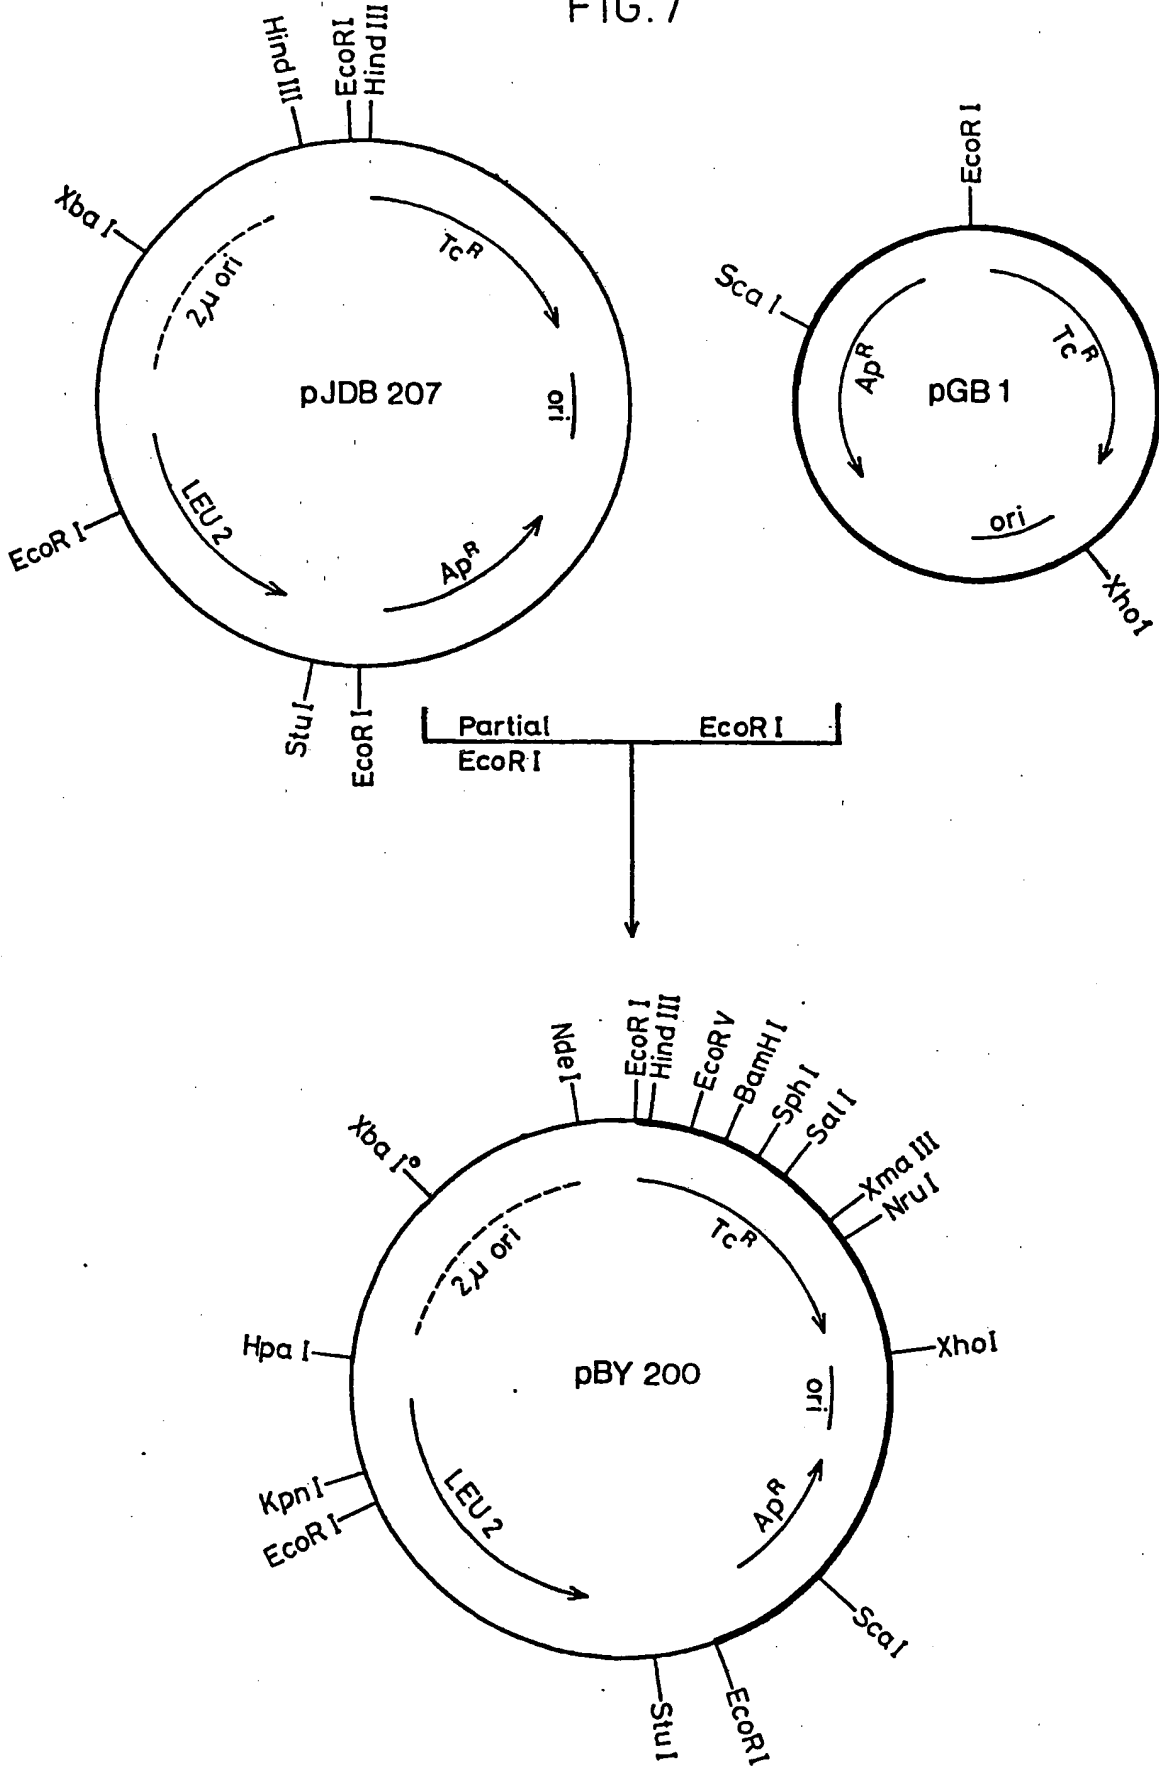 FIG. 7
Hind III
EcoRI
Hind III
Xba I
2μ ori
Tc^R
pJDB 207
ori
LEU 2
Ap^R
EcoR I
Stu I
EcoR I
EcoR I
Sca I
Ap^R
Tc^R
pGB 1
ori
Xho1
Partial
EcoR I
EcoR I
Nde I
EcoR I
Hind III
EcoR V
BamH I
Sph I
Sal I
Xma III
Nru I
Xba I°
2μ ori
Tc^R
Hpa I
pBY 200
ori
Xho I
Kpn I
LEU 2
Ap^R
EcoR I
Sca I
Stu I
EcoR I